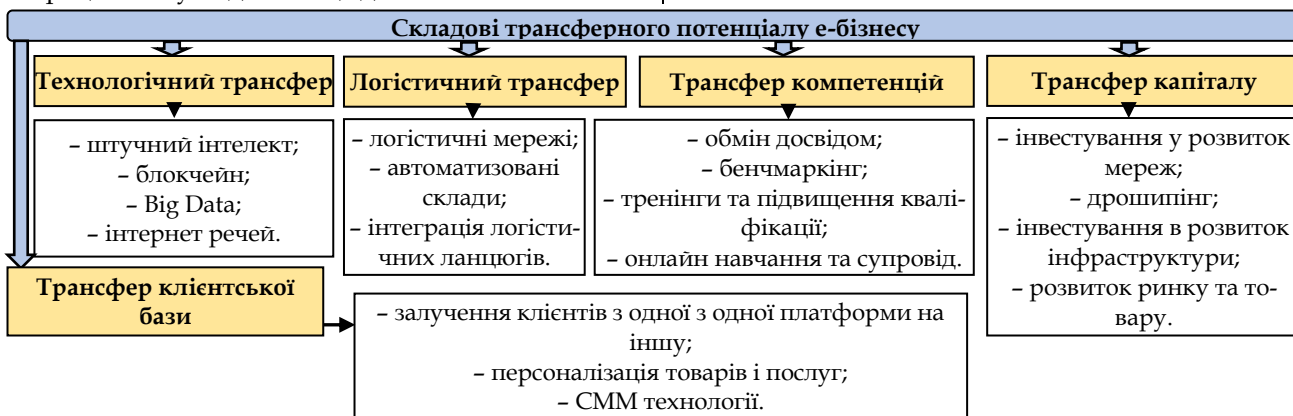 Складові трансферного потенціалу е-бізнесу
Технологічний трансфер
– штучний інтелект;
– блокчейн;
– Big Data;
– інтернет речей.
Логістичний трансфер
– логістичні мережі;
– автоматизовані
склади;
– інтеграція логісти-
чних ланцюгів.
Трансфер компетенцій
– обмін досвідом;
– бенчмаркінг;
– тренінги та підвищення квалі-
фікації;
– онлайн навчання та супровід.
Трансфер капіталу
– інвестування у розвиток
мереж;
– дрошипінг;
– інвестування в розвиток
інфраструктури;
– розвиток ринку та то-
вару.
Трансфер клієнтської
бази
– залучення клієнтів з одної з одної платформи на
іншу;
– персоналізація товарів і послуг;
– СММ технології.